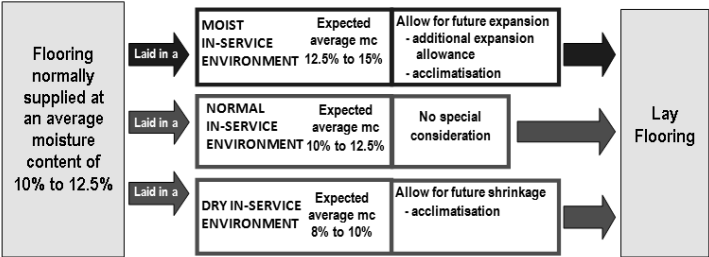 Flooring
normally
supplied at
an average
moisture
content of
10% to 12.5%
Laid in a
MOIST
IN-SERVICE
ENVIRONMENT
Expected
average mc
12.5% to 15%
Allow for future expansion
- additional expansion
allowance
- acclimatisation
Laid in a
NORMAL
IN-SERVICE
ENVIRONMENT
Expected
average mc
10% to 12.5%
No special
consideration
Laid in a
DRY IN-SERVICE
ENVIRONMENT
Expected
average mc
8% to 10%
Allow for future shrinkage
- acclimatisation
Lay
Flooring